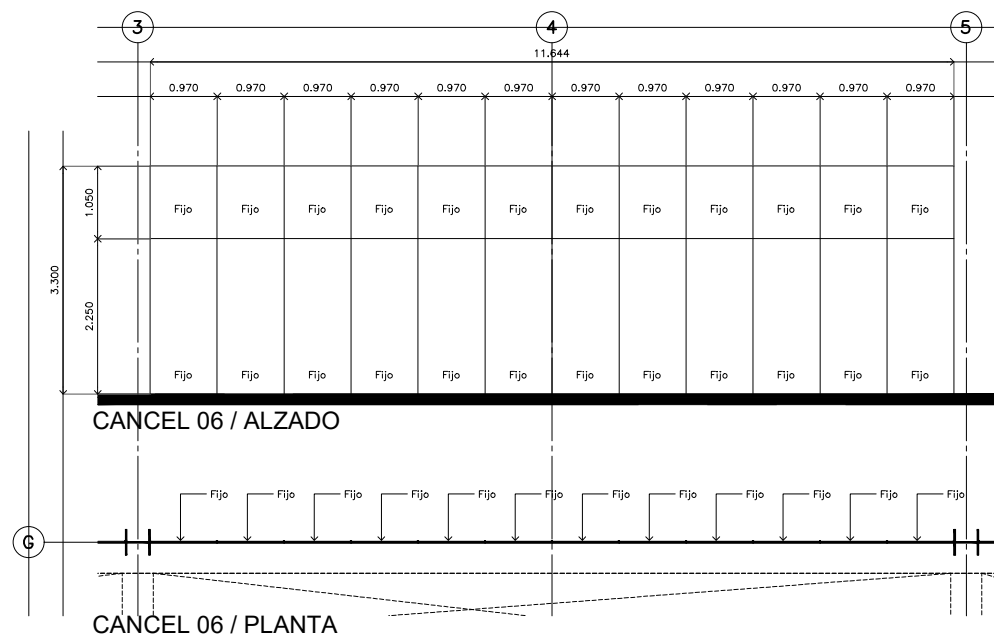 3 4 5
11.644
0.970 0.970 0.970 0.970 0.970 0.970 0.970 0.970 0.970 0.970 0.970 0.970
1.050
Fijo Fijo Fijo Fijo Fijo Fijo Fijo Fijo Fijo Fijo Fijo Fijo
3.300
2.250
Fijo Fijo Fijo Fijo Fijo Fijo Fijo Fijo Fijo Fijo Fijo Fijo
CANCEL 06 / ALZADO
Fijo Fijo Fijo Fijo Fijo Fijo Fijo Fijo Fijo Fijo Fijo Fijo
G
CANCEL 06 / PLANTA